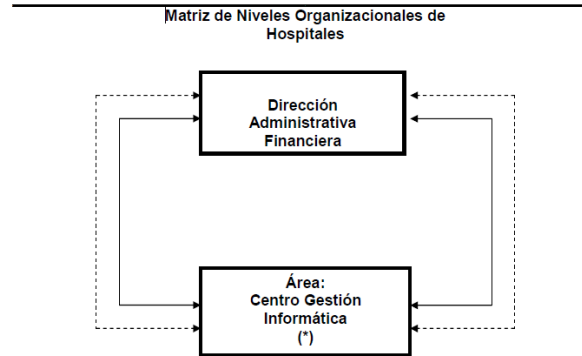 Matriz de Niveles Organizacionales de
Hospitales
Dirección
Administrativa
Financiera
Área:
Centro Gestión
Informática
(*)